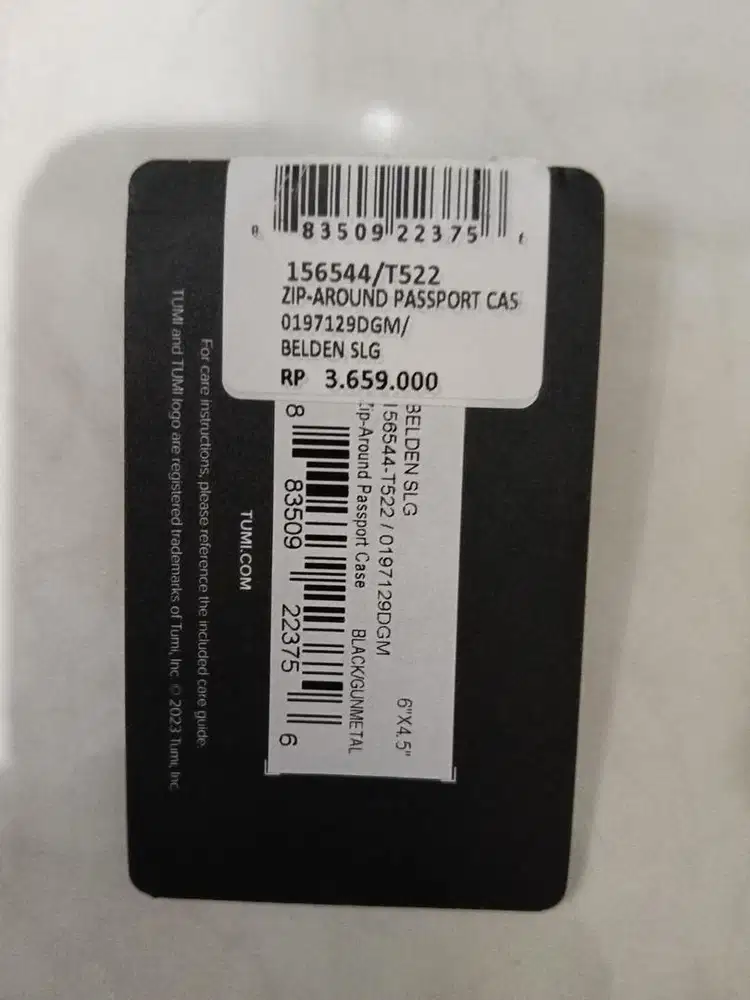 8 83509 22375 6
156544/T522
ZIP-AROUND PASSPORT CAS
0197129DGM/
BELDEN SLG
RP 3.659.000
BELDEN SLG
156544-T522 / 0197129DGM 6"X4.5"
Zip-Around Passport Case BLACK/GUNMETAL
8 83509 22375 6
TUMI.COM
For care instructions, please reference the included care guide.
TUMI and TUMI logo are registered trademarks of Tumi, Inc. © 2023 Tumi, Inc.